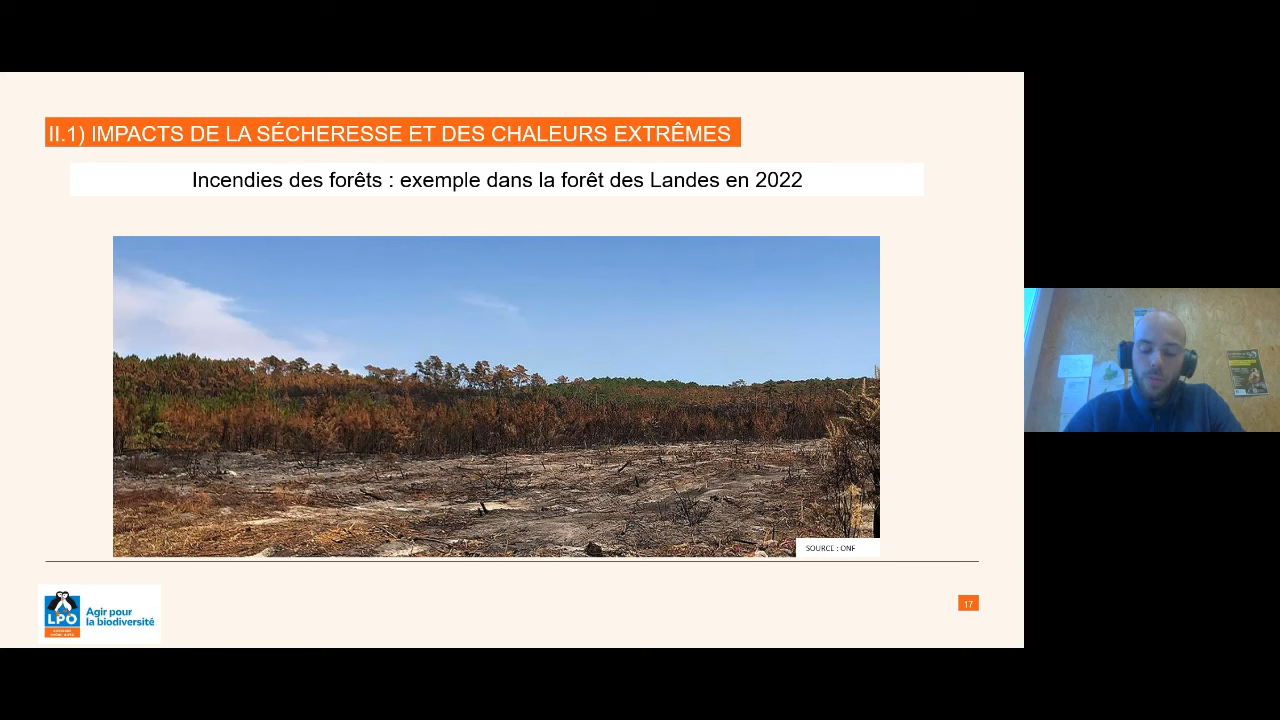 II.1) IMPACTS DE LA SÉCHERESSE ET DES CHALEURS EXTRÊMES
Incendies des forêts : exemple dans la forêt des Landes en 2022
SOURCE : ONF
LPO
Agir pour
la biodiversité
17